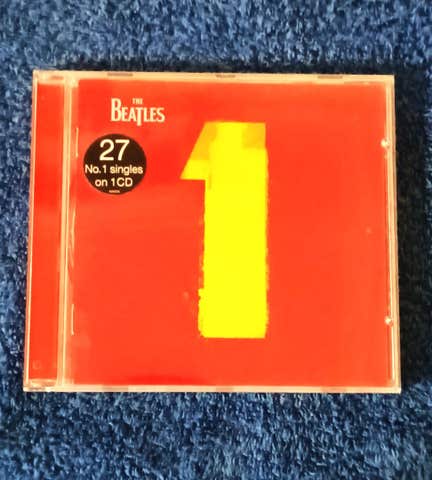 THE
BEATLES
27
No.1 singles
on 1CD
1